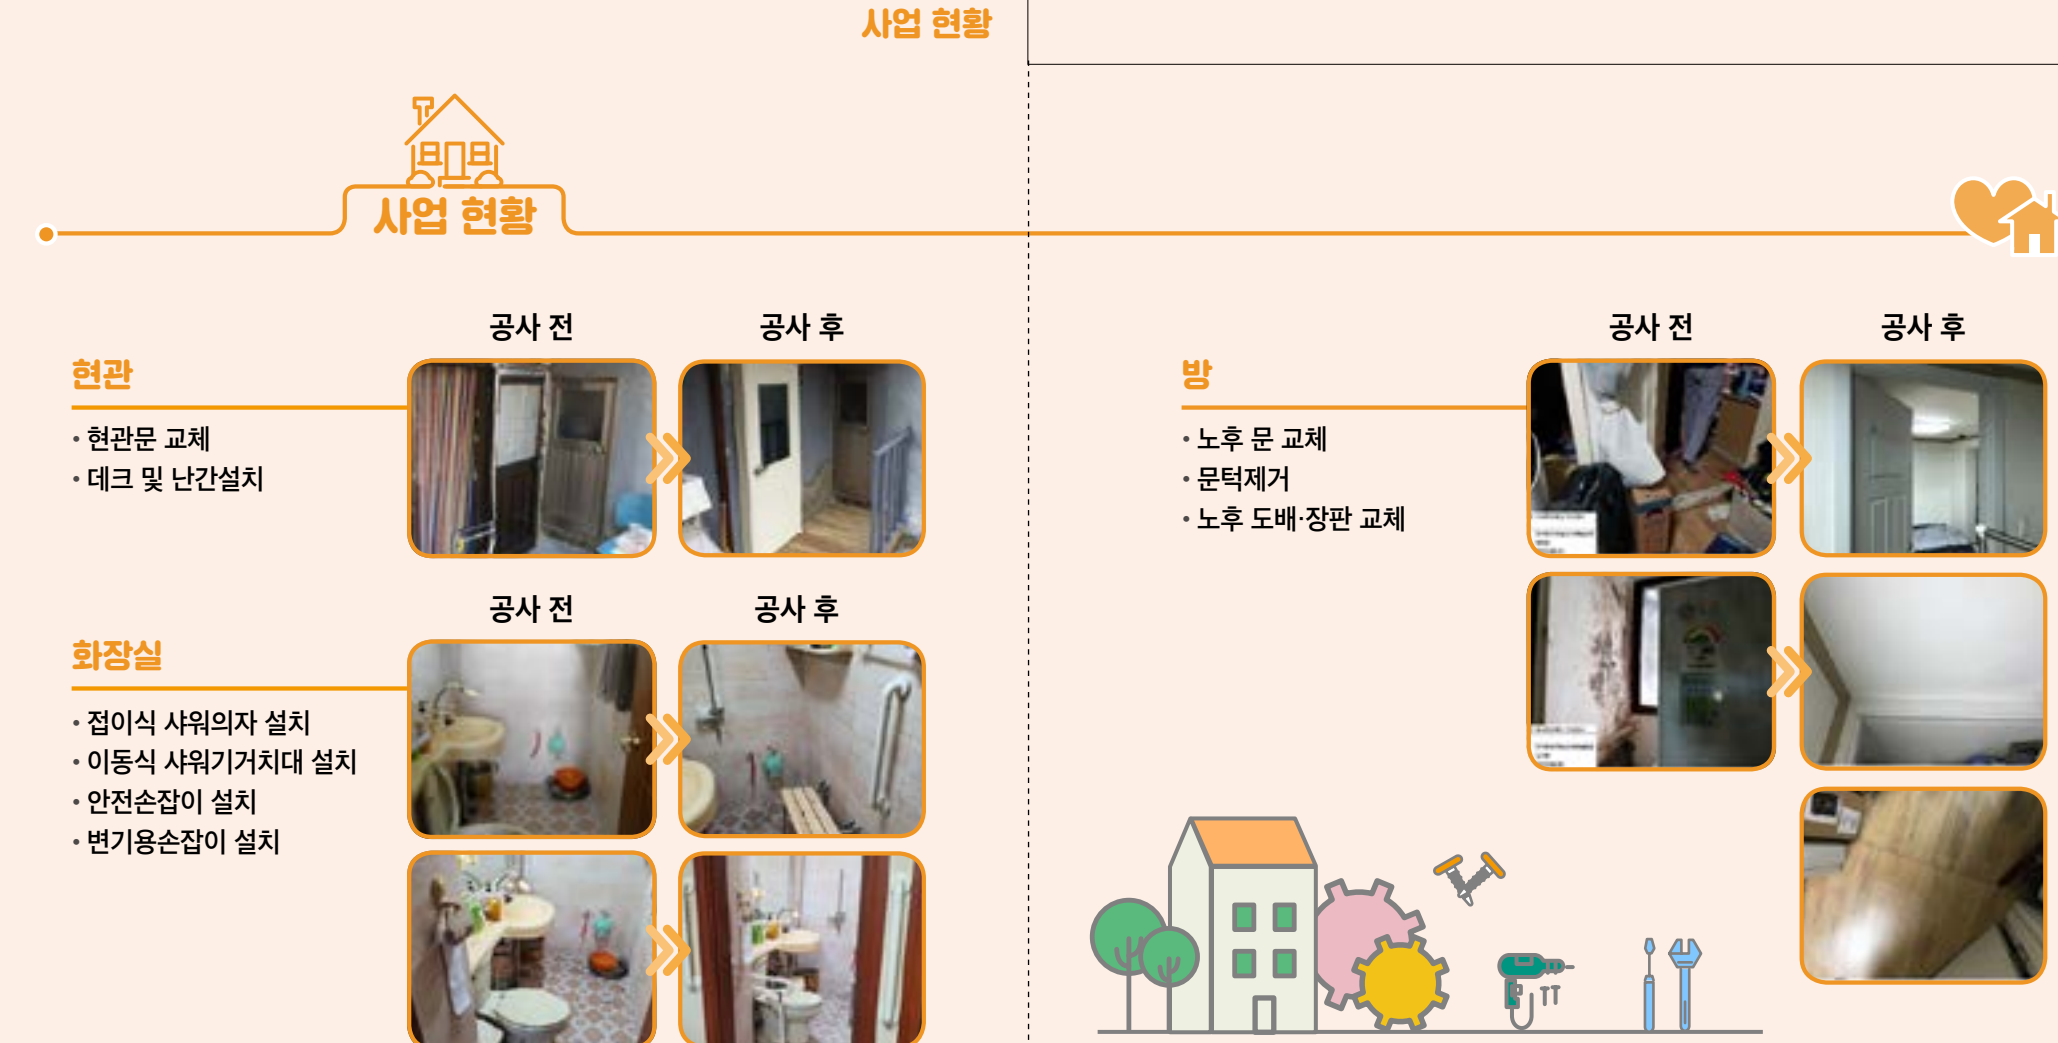 사업 현황
사업 현황
공사 전
공사 후
현관
• 현관문 교체
• 데크 및 난간설치
공사 전
공사 후
화장실
• 접이식 샤워의자 설치
• 이동식 샤워기거치대 설치
• 안전손잡이 설치
• 변기용손잡이 설치
공사 전
공사 후
방
• 노후 문 교체
• 문턱제거
• 노후 도배·장판 교체